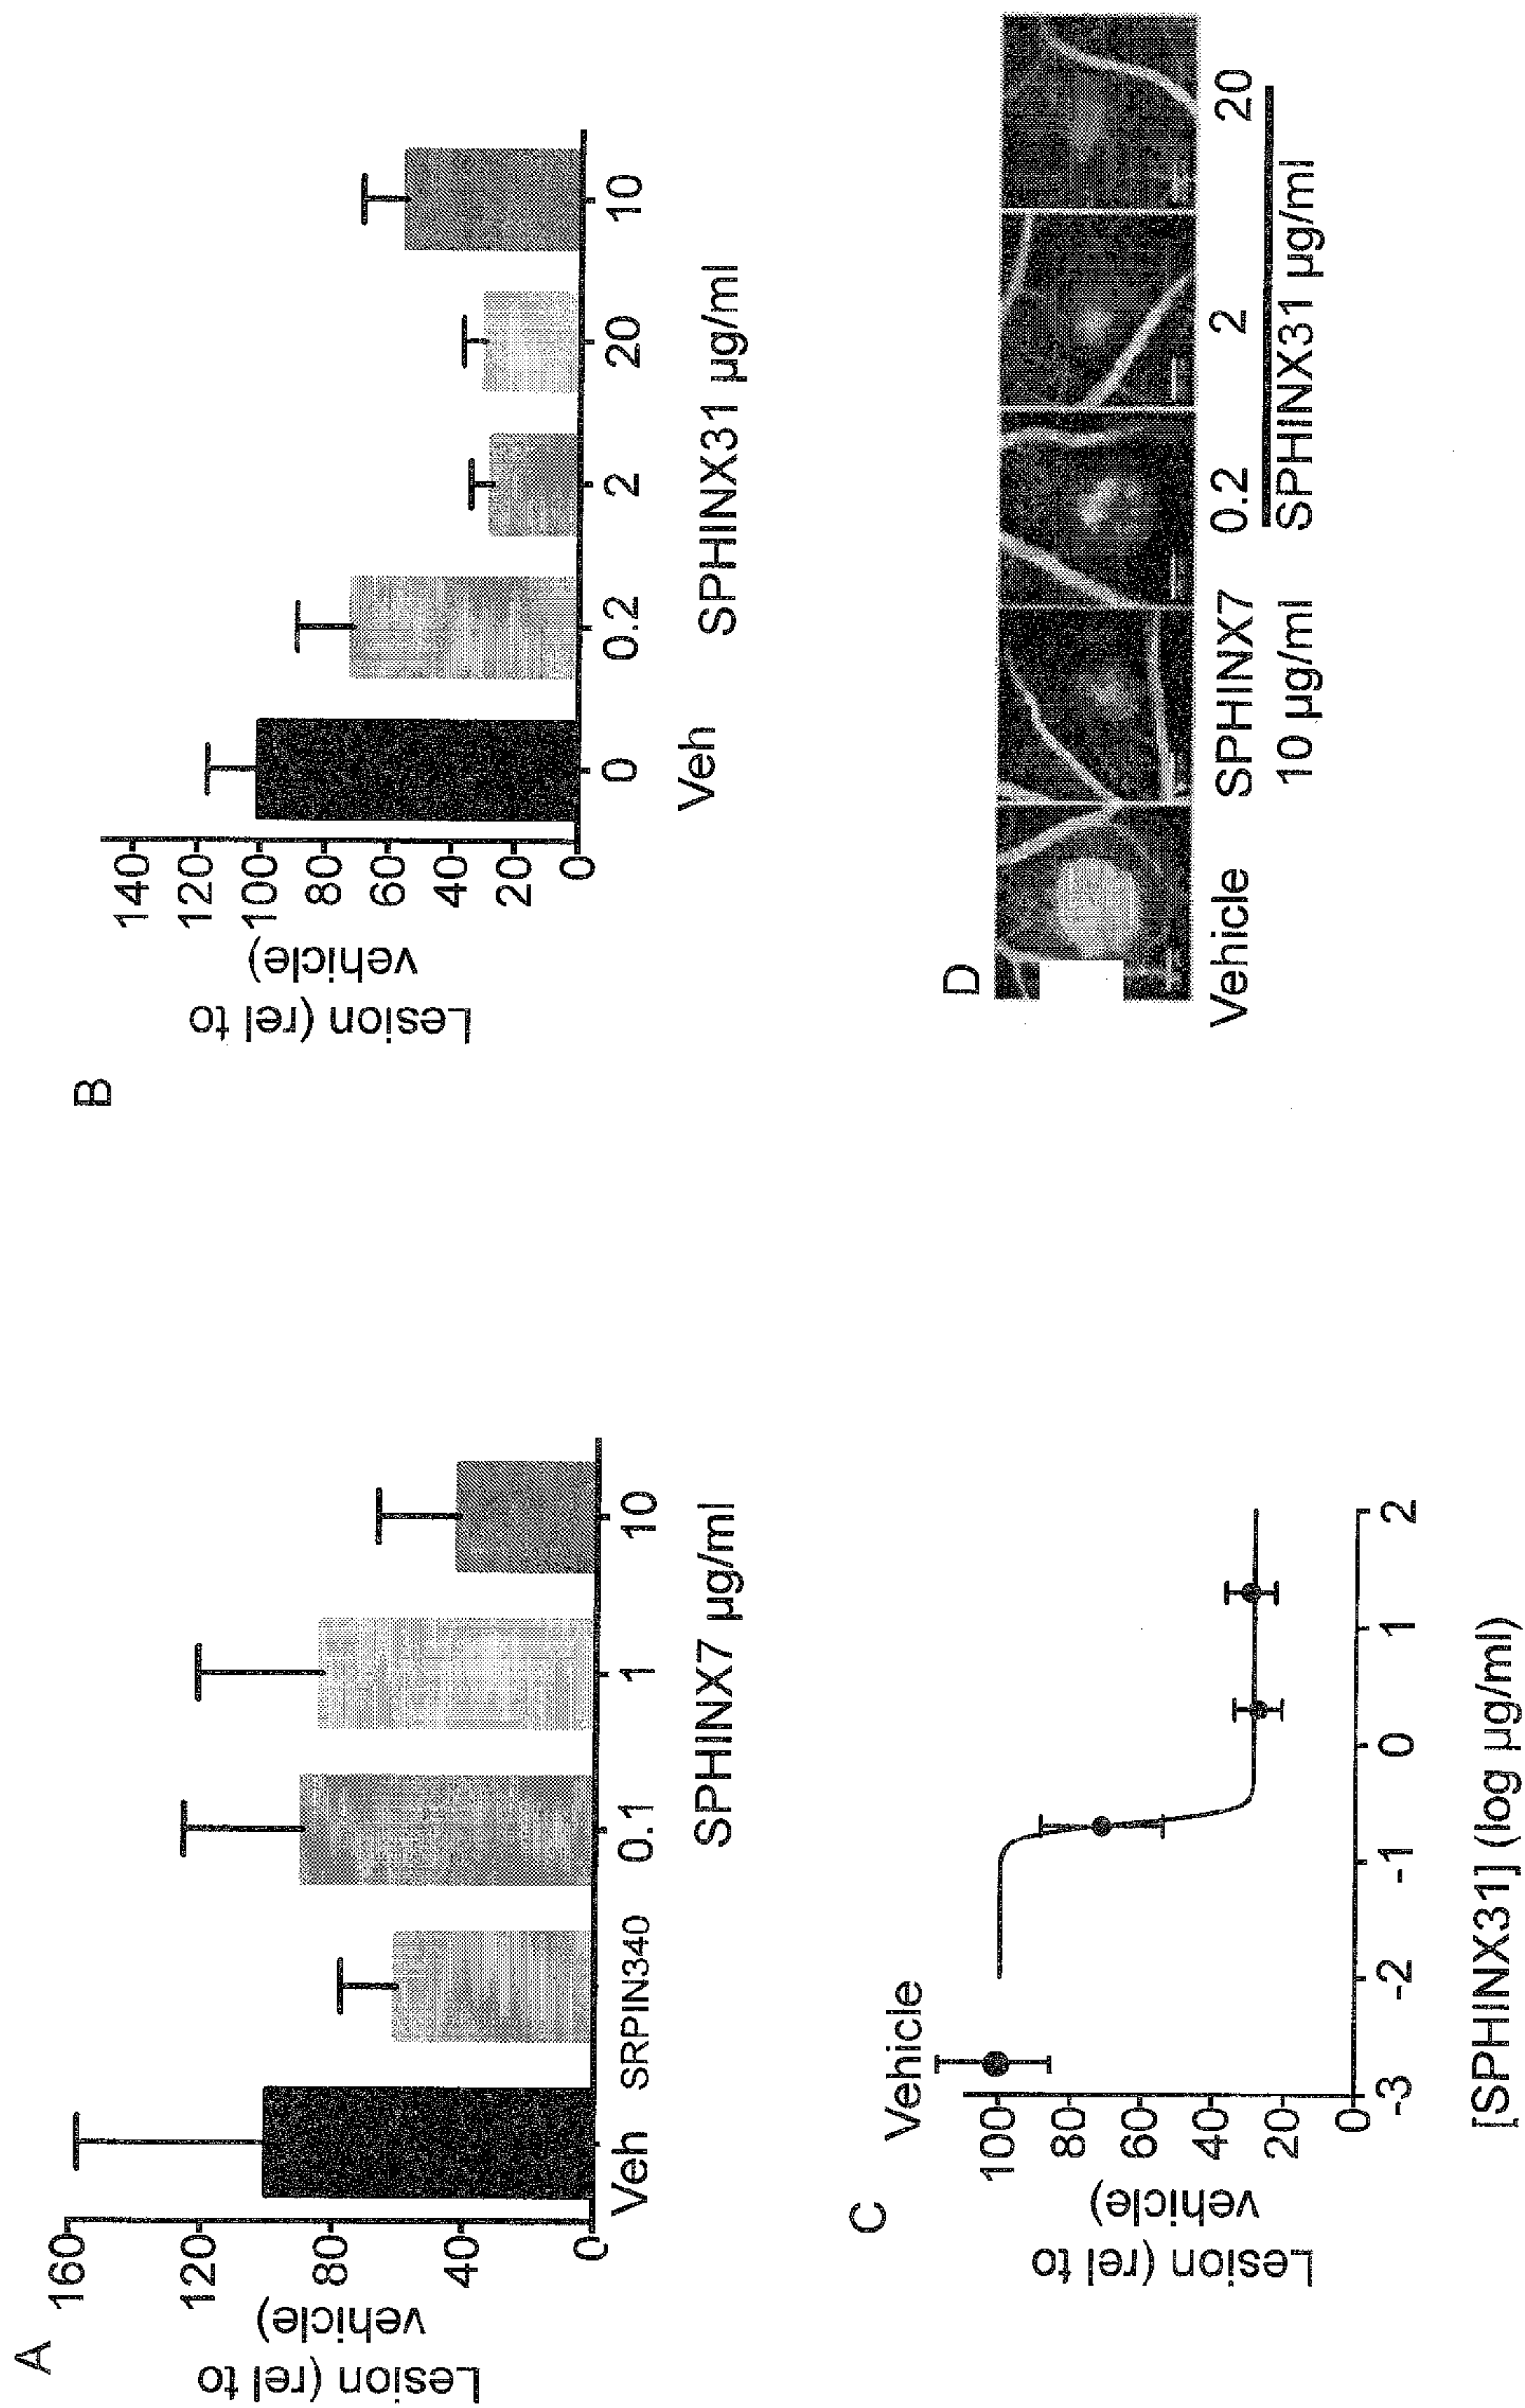 A
Lesion (rel to
vehicle)
160
120
80
40
0
Veh
SRPIN340
0.1
1
10
SPHINX7 µg/ml
B
Lesion (rel to
vehicle)
140
120
100
80
60
40
20
0
0
0.2
2
20
10
Veh
SPHINX31 µg/ml
C
Vehicle
Lesion (rel to
vehicle)
100
80
60
40
20
0
-3
-2
-1
0
1
2
[SPHINX31] (log µg/ml)
D
Vehicle
SPHINX7
10 µg/ml
0.2
2
20
SPHINX31 µg/ml